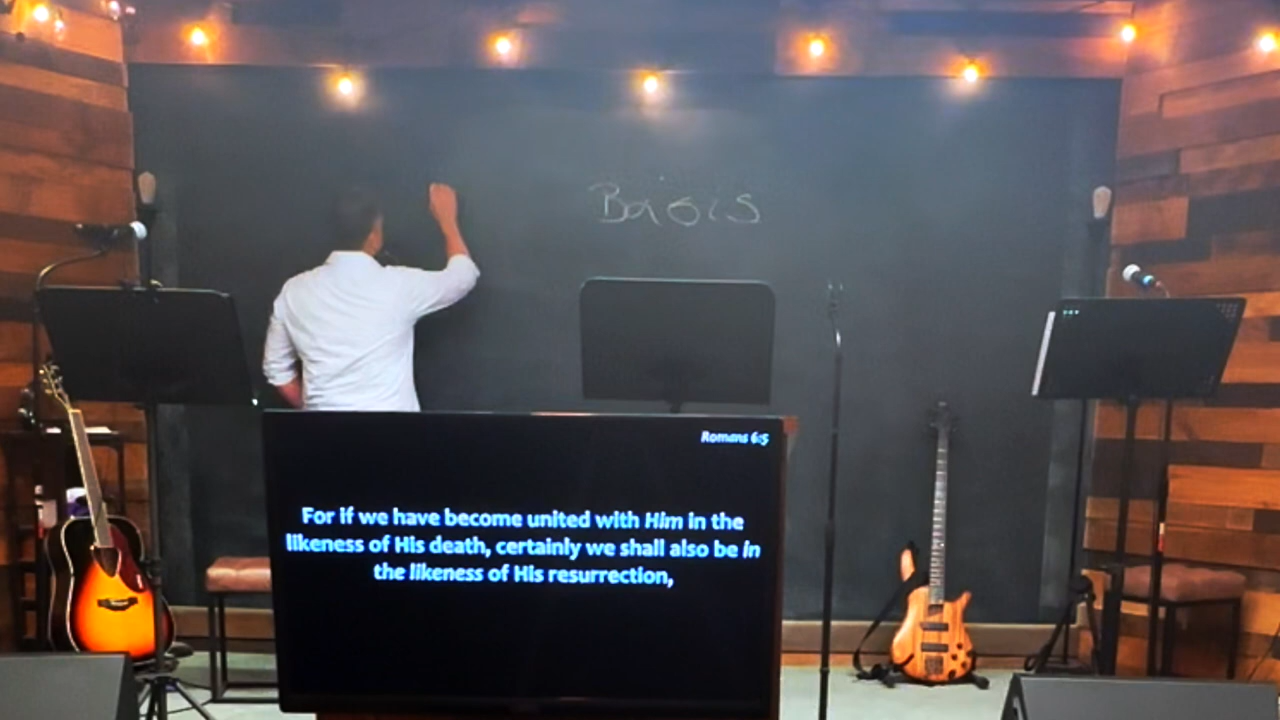 Basis
Romans 6:5
For if we have become united with Him in the
likeness of His death, certainly we shall also be in
the likeness of His resurrection,